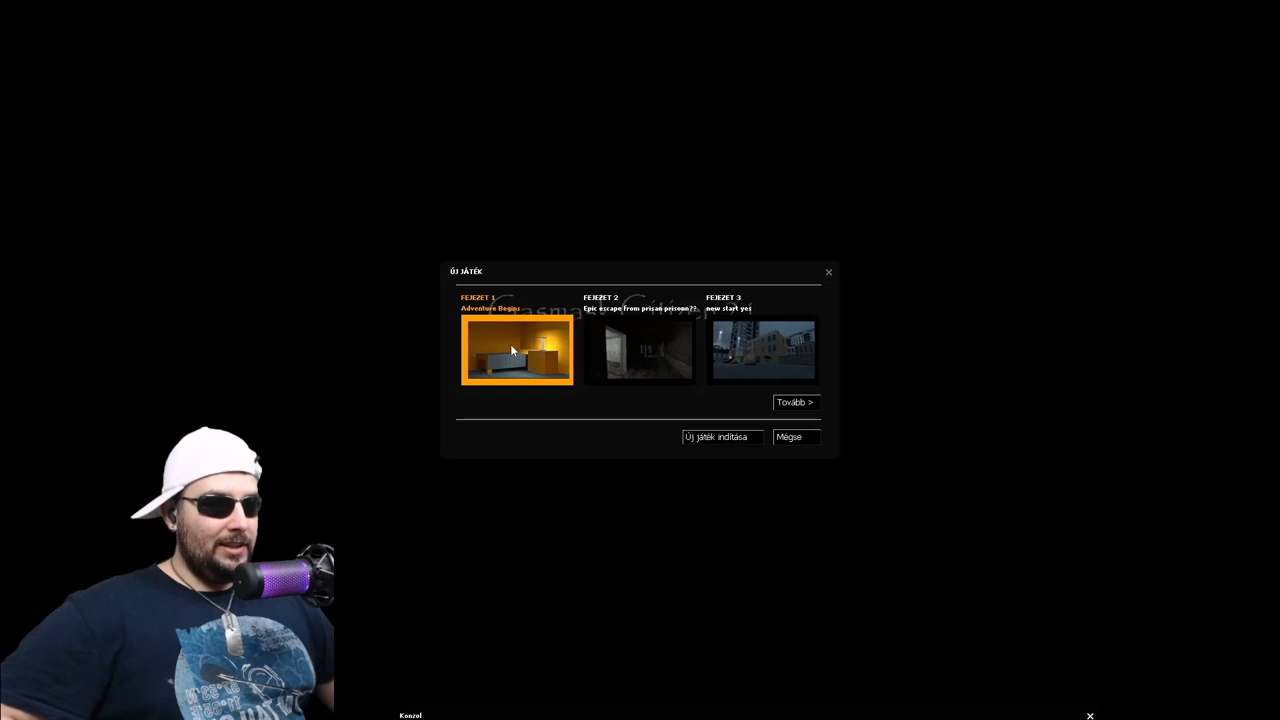 ÚJ JÁTÉK
FEJEZET 1
Adventure Begins
FEJEZET 2
Epic escape from prisan prisonn??
FEJEZET 3
new start yes
Tovább >
Új játék indítása
Mégse
Konzol